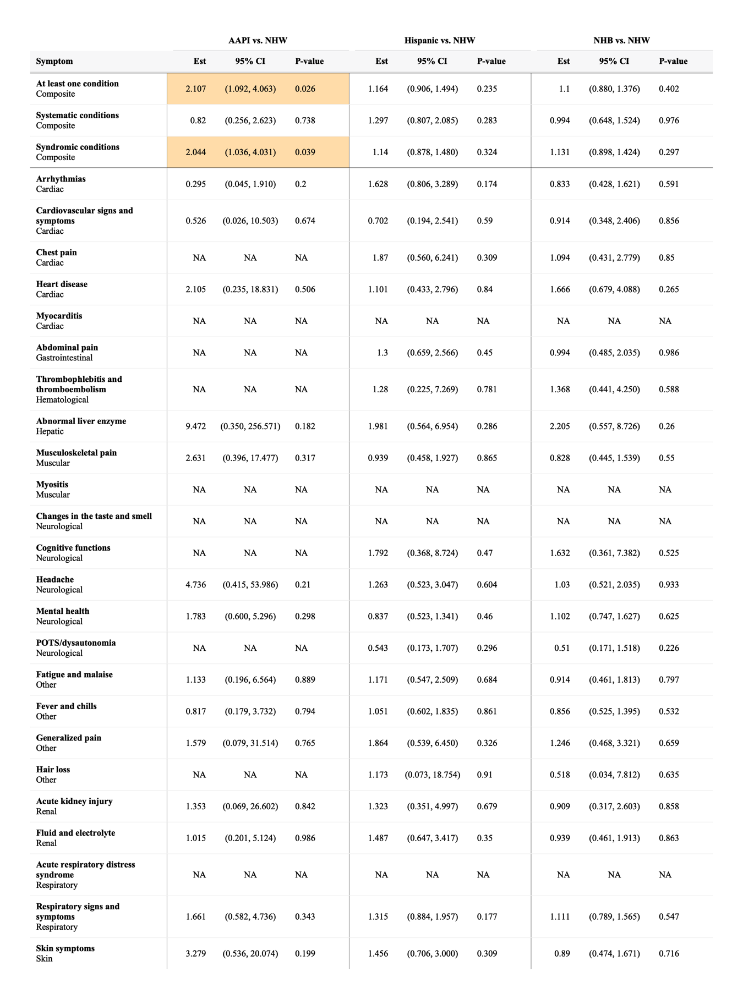 AAPI vs. NHW Hispanic vs. NHW NHB vs. NHW
Symptom Est 95% CI P-value Est 95% CI P-value Est 95% CI P-value
At least one condition
Composite
2.107 (1.092, 4.063) 0.026 1.164 (0.906, 1.494) 0.235 1.1 (0.880, 1.376) 0.402
Systematic conditions
Composite
0.82 (0.256, 2.623) 0.738 1.297 (0.807, 2.085) 0.283 0.994 (0.648, 1.524) 0.976
Syndromic conditions
Composite
2.044 (1.036, 4.031) 0.039 1.14 (0.878, 1.480) 0.324 1.131 (0.898, 1.424) 0.297
Arrhythmias
Cardiac
0.295 (0.045, 1.910) 0.2 1.628 (0.806, 3.289) 0.174 0.833 (0.428, 1.621) 0.591
Cardiovascular signs and
symptoms
Cardiac
0.526 (0.026, 10.503) 0.674 0.702 (0.194, 2.541) 0.59 0.914 (0.348, 2.406) 0.856
Chest pain
Cardiac
NA NA NA 1.87 (0.560, 6.241) 0.309 1.094 (0.431, 2.779) 0.85
Heart disease
Cardiac
2.105 (0.235, 18.831) 0.506 1.101 (0.433, 2.796) 0.84 1.666 (0.679, 4.088) 0.265
Myocarditis
Cardiac
NA NA NA NA NA NA NA NA NA
Abdominal pain
Gastrointestinal
NA NA NA 1.3 (0.659, 2.566) 0.45 0.994 (0.485, 2.035) 0.986
Thrombophlebitis and
thromboembolism
Hematological
NA NA NA 1.28 (0.225, 7.269) 0.781 1.368 (0.441, 4.250) 0.588
Abnormal liver enzyme
Hepatic
9.472 (0.350, 256.571) 0.182 1.981 (0.564, 6.954) 0.286 2.205 (0.557, 8.726) 0.26
Musculoskeletal pain
Muscular
2.631 (0.396, 17.477) 0.317 0.939 (0.458, 1.927) 0.865 0.828 (0.445, 1.539) 0.55
Myositis
Muscular
NA NA NA NA NA NA NA NA NA
Changes in the taste and smell
Neurological
NA NA NA NA NA NA NA NA NA
Cognitive functions
Neurological
NA NA NA 1.792 (0.368, 8.724) 0.47 1.632 (0.361, 7.382) 0.525
Headache
Neurological
4.736 (0.415, 53.986) 0.21 1.263 (0.523, 3.047) 0.604 1.03 (0.521, 2.035) 0.933
Mental health
Neurological
1.783 (0.600, 5.296) 0.298 0.837 (0.523, 1.341) 0.46 1.102 (0.747, 1.627) 0.625
POTS/dysautonomia
Neurological
NA NA NA 0.543 (0.173, 1.707) 0.296 0.51 (0.171, 1.518) 0.226
Fatigue and malaise
Other
1.133 (0.196, 6.564) 0.889 1.171 (0.547, 2.509) 0.684 0.914 (0.461, 1.813) 0.797
Fever and chills
Other
0.817 (0.179, 3.732) 0.794 1.051 (0.602, 1.835) 0.861 0.856 (0.525, 1.395) 0.532
Generalized pain
Other
1.579 (0.079, 31.514) 0.765 1.864 (0.539, 6.450) 0.326 1.246 (0.468, 3.321) 0.659
Hair loss
Other
NA NA NA 1.173 (0.073, 18.754) 0.91 0.518 (0.034, 7.812) 0.635
Acute kidney injury
Renal
1.353 (0.069, 26.602) 0.842 1.323 (0.351, 4.997) 0.679 0.909 (0.317, 2.603) 0.858
Fluid and electrolyte
Renal
1.015 (0.201, 5.124) 0.986 1.487 (0.647, 3.417) 0.35 0.939 (0.461, 1.913) 0.863
Acute respiratory distress
syndrome
Respiratory
NA NA NA NA NA NA NA NA NA
Respiratory signs and
symptoms
Respiratory
1.661 (0.582, 4.736) 0.343 1.315 (0.884, 1.957) 0.177 1.111 (0.789, 1.565) 0.547
Skin symptoms
Skin
3.279 (0.536, 20.074) 0.199 1.456 (0.706, 3.000) 0.309 0.89 (0.474, 1.671) 0.716